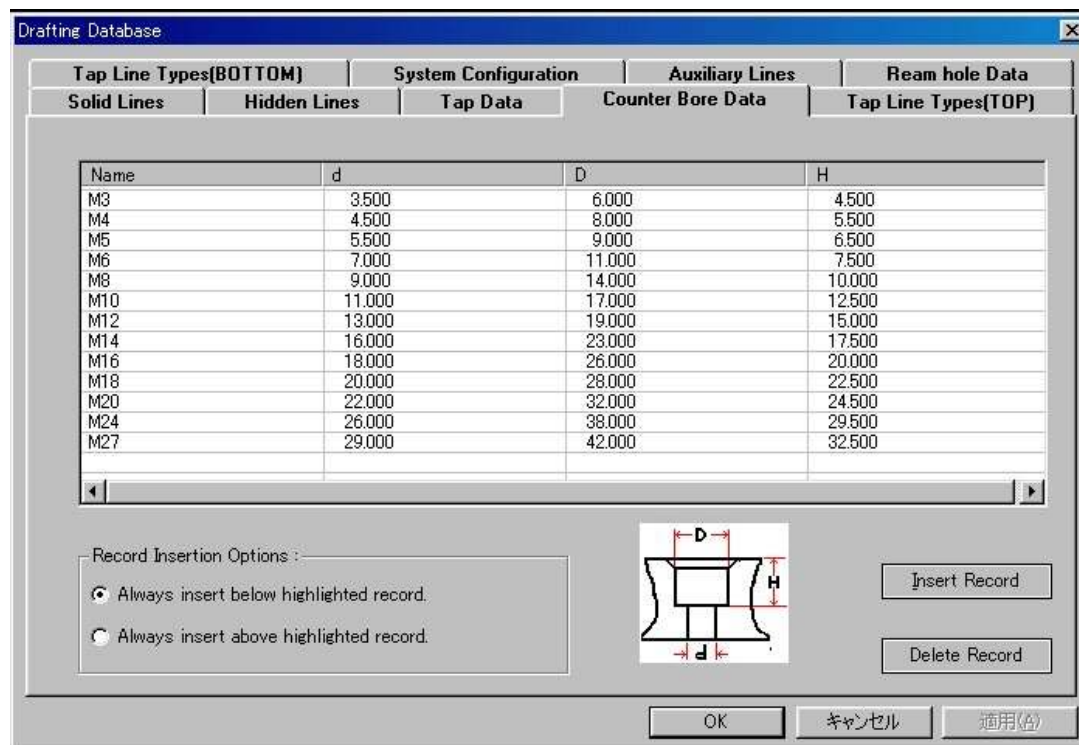 Drafting Database
Tap Line Types(BOTTOM) System Configuration Auxiliary Lines Ream hole Data
Solid Lines Hidden Lines Tap Data Counter Bore Data Tap Line Types(TOP)
Name d D H
M3 3.500 6.000 4.500
M4 4.500 8.000 5.500
M5 5.500 9.000 6.500
M6 7.000 11.000 7.500
M8 9.000 14.000 10.000
M10 11.000 17.000 12.500
M12 13.000 19.000 15.000
M14 16.000 23.000 17.500
M16 18.000 26.000 20.000
M18 20.000 28.000 22.500
M20 22.000 32.000 24.500
M24 26.000 38.000 29.500
M27 29.000 42.000 32.500
Record Insertion Options :
Always insert below highlighted record.
Always insert above highlighted record.
D
H
d
Insert Record
Delete Record
OK キャンセル 適用(A)